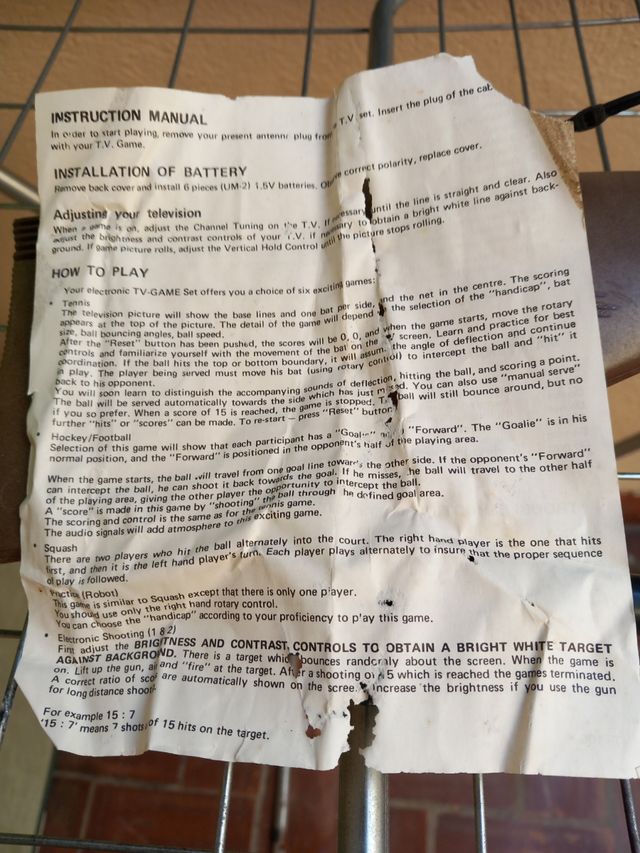 INSTRUCTION MANUAL
In order to start playing, remove your present antenna plug from T.V. set. Insert the plug of the cab
with your T.V. Game.
INSTALLATION OF BATTERY
Remove back cover and install 6 pieces (UM-2) 1.5V batteries. correct polarity, replace cover.
Adjusting your television
When a game is on, adjust the Channel Tuning on the T.V. If necessary until the line is straight and clear. Also
adjust the brightness and contrast controls of your T.V. if necessary to obtain a bright white line against back-
ground. If game picture rolls, adjust the Vertical Hold Control until the picture stops rolling.
HOW TO PLAY
Your electronic TV-GAME Set offers you a choice of six exciting games:
• Tennis
The television picture will show the base lines and one bat per side, and the net in the centre. The scoring
appears at the top of the picture. The detail of the game will depend the selection of the "handicap", bat
size, ball bouncing angles, ball speed.
After the "Reset" button has been pushed, the scores will be 0, 0, and when the game starts, move the rotary
controls and familiarize yourself with the movement of the ball on the screen. Learn and practice for best
coordination. If the ball hits the top or bottom boundary, it will assum the angle of deflection and continue
in play. The player being served must move his bat (using rotary control) to intercept the ball and "hit" it
back to his opponent.
You will soon learn to distinguish the accompanying sounds of deflection, hitting the ball, and scoring a point.
The ball will be served automatically towards the side which has just You can also use "manual serve"
if you so prefer. When a score of 15 is reached, the game is stopped. ball will still bounce around, but no
further "hits" or "scores" can be made. To re-start — press "Reset" button
• Hockey/Football
Selection of this game will show that each participant has a "Goal "Forward". The "Goalie" is in his
normal position, and the "Forward" is positioned in the opponent's half of the playing area.
When the game starts, the ball will travel from one goal line towar's the other side. If the opponent's "Forward"
can intercept the ball, he can shoot it back towards the goal. If he misses, he ball will travel to the other half
of the playing area, giving the other player the opportunity to intercept the ball.
A "score" is made in this game by "shooting" the ball through he defined goal area.
The scoring and control is the same as for the tennis game.
The audio signals will add atmosphere to this exciting game.
• Squash
There are two players who hit the ball alternately into the court. The right hand player is the one that hits
first, and then it is the left hand player's turn. Each player plays alternately to insure that the proper sequence
of play is followed.
• Practice (Robot)
This game is similar to Squash except that there is only one player.
You should use only the right hand rotary control.
You can choose the "handicap" according to your proficiency to play this game.
• Electronic Shooting (1 & 2)
First adjust the BRIGHTNESS AND CONTRAST CONTROLS TO OBTAIN A BRIGHT WHITE TARGET
AGAINST BACKGROUND. There is a target whic bounces randomly about the screen. When the game is
on. Lift up the gun, ai and "fire" at the target. After a shooting of 15 which is reached the games terminated.
A correct ratio of sco are automatically shown on the scree Increase the brightness if you use the gun
for long distance shooti
For example 15 : 7
'15 : 7' means 7 shots of 15 hits on the target.